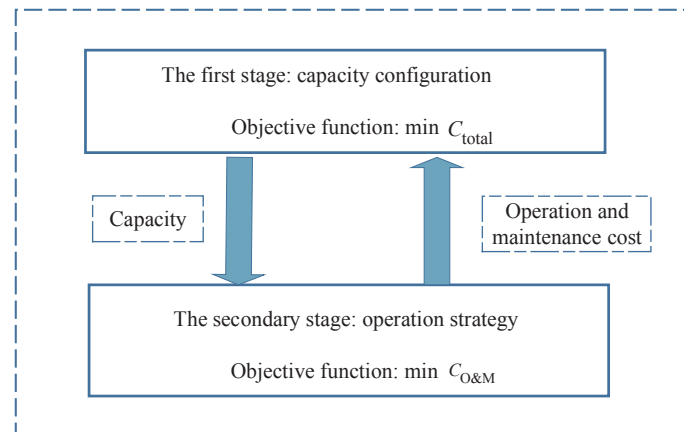 The first stage: capacity configuration
Objective function: min C_total
Capacity
Operation and
maintenance cost
The secondary stage: operation strategy
Objective function: min C_O&M